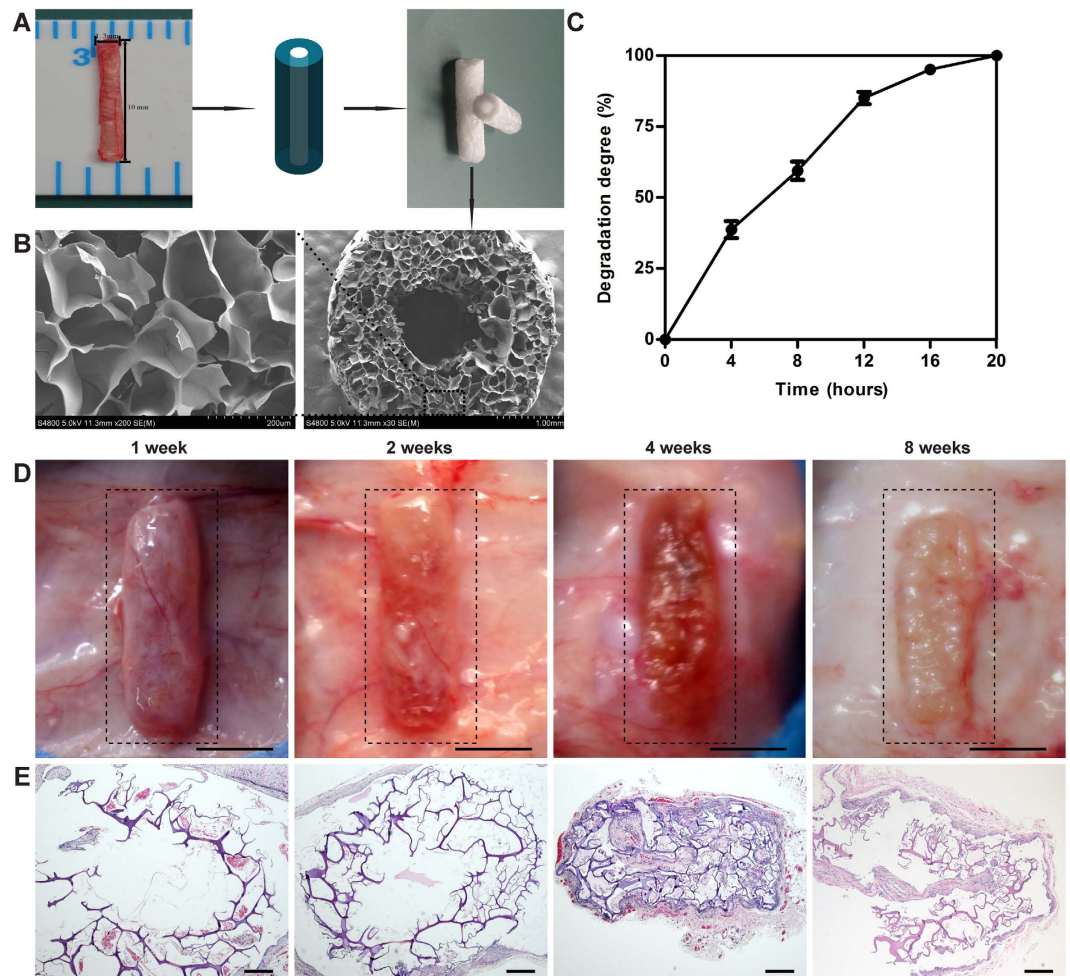 A
3
1.3mm
10 mm
B
S4800 5.0kV 11.3mm x200 SE(M)
200um
S4800 5.0kV 11.3mm x30 SE(M)
1.00mm
C
Degradation degree (%)
100
75
50
25
0
0
4
8
12
16
20
Time (hours)
1 week
2 weeks
4 weeks
8 weeks
D
E